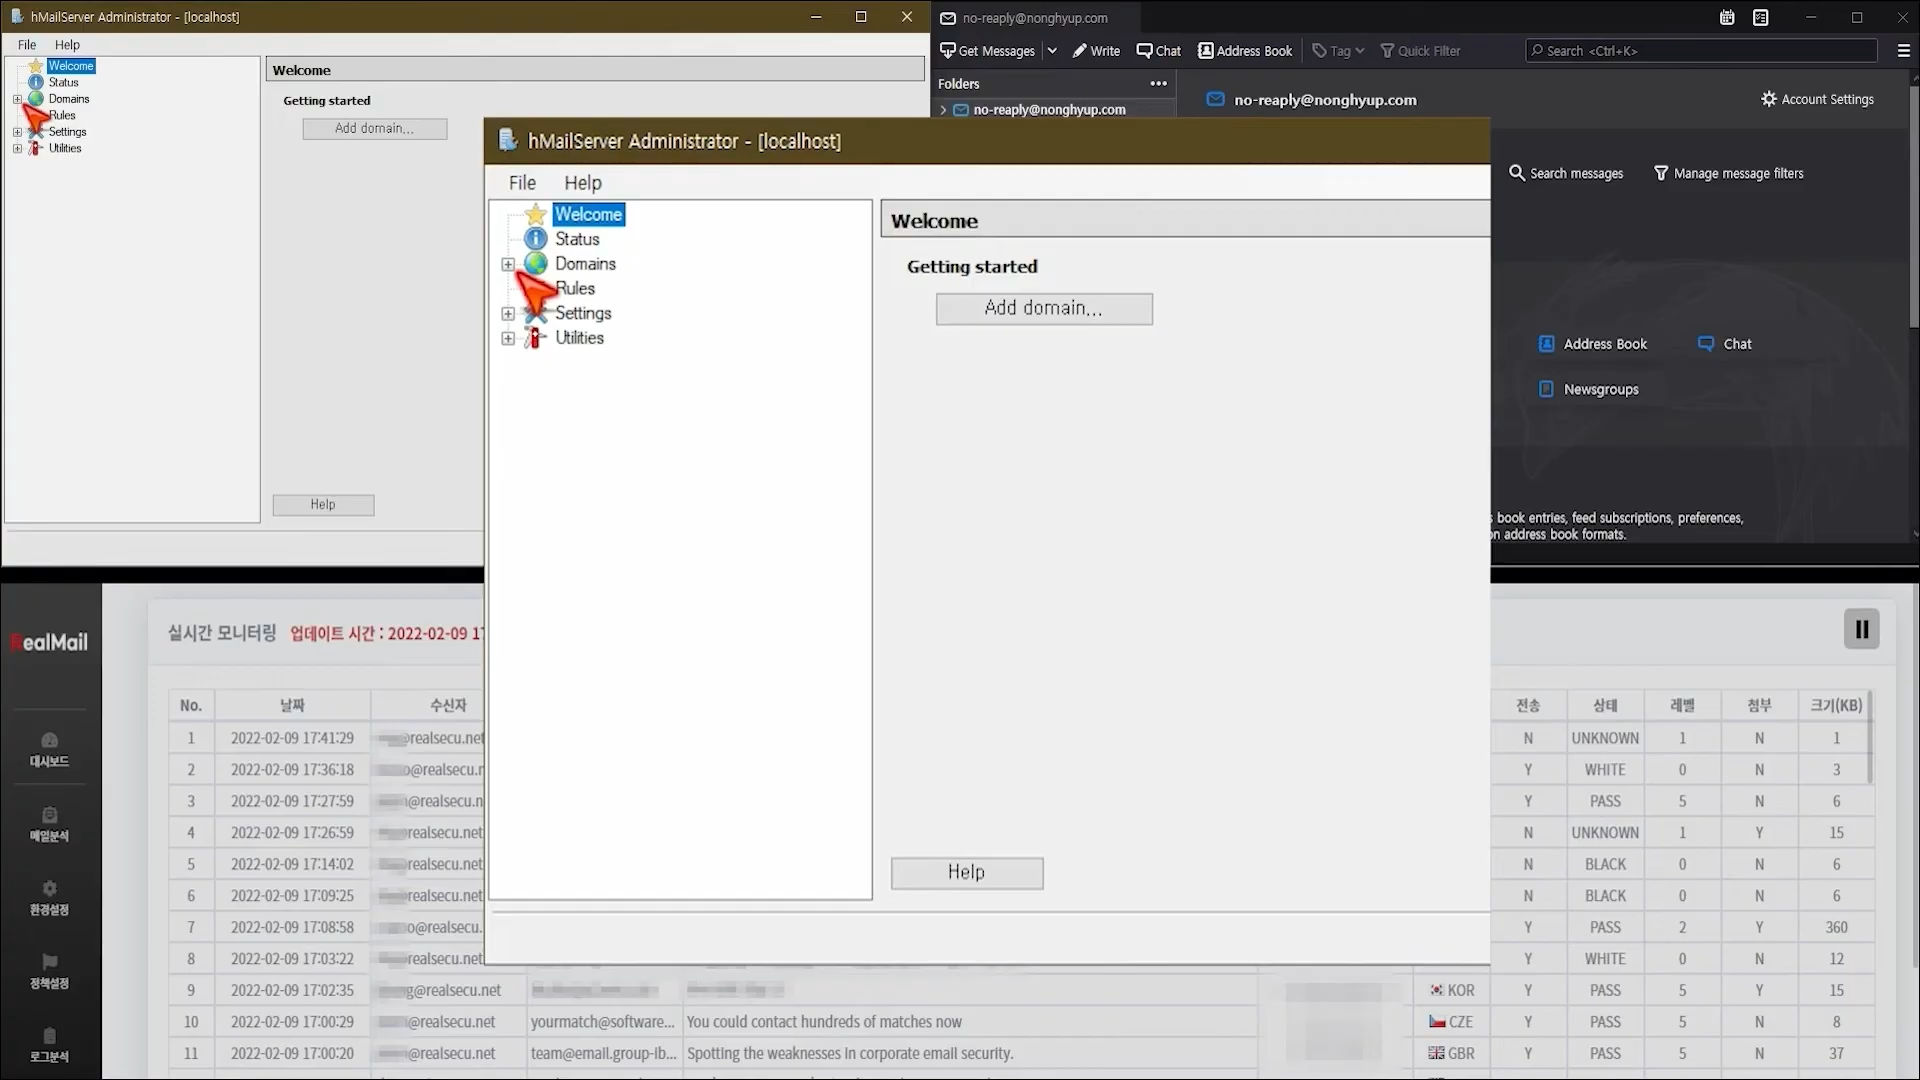 hMailServer Administrator - [localhost]
File Help
Welcome
Status
Domains
Rules
Settings
Utilities
Welcome
Getting started
Add domain...
Help
no-reaply@nonghyup.com
Get Messages Write Chat Address Book Tag Quick Filter Search <Ctrl+K>
Folders
no-reaply@nonghyup.com
no-reaply@nonghyup.com
Account Settings
Search messages Manage message filters
Address Book Chat
Newsgroups
book entries, feed subscriptions, preferences,
address book formats.
hMailServer Administrator - [localhost]
File Help
Welcome
Status
Domains
Rules
Settings
Utilities
Welcome
Getting started
Add domain...
Help
RealMail
대시보드
메일분석
환경설정
정책설정
로그분석
실시간 모니터링 업데이트 시간 : 2022-02-09 17
No. 날짜 수신자 전송 상태 레벨 첨부 크기(KB)
1 2022-02-09 17:41:29 @realsecu.net N UNKNOWN 1 N 1
2 2022-02-09 17:36:18 o@realsecu.n Y WHITE 0 N 3
3 2022-02-09 17:27:59 @realsecu.n Y PASS 5 N 6
4 2022-02-09 17:26:59 realsecu.net N UNKNOWN 1 Y 15
5 2022-02-09 17:14:02 @realsecu.net N BLACK 0 N 6
6 2022-02-09 17:09:25 @realsecu.net N BLACK 0 N 6
7 2022-02-09 17:08:58 o@realsecu. Y PASS 2 Y 360
8 2022-02-09 17:03:22 @realsecu.net Y WHITE 0 N 12
9 2022-02-09 17:02:35 g@realsecu.net KOR Y PASS 5 Y 15
10 2022-02-09 17:00:29 @realsecu.net yourmatch@software... You could contact hundreds of matches now CZE Y PASS 5 N 8
11 2022-02-09 17:00:20 @realsecu.net team@email.group-ib... Spotting the weaknesses in corporate email security. GBR Y PASS 5 N 37